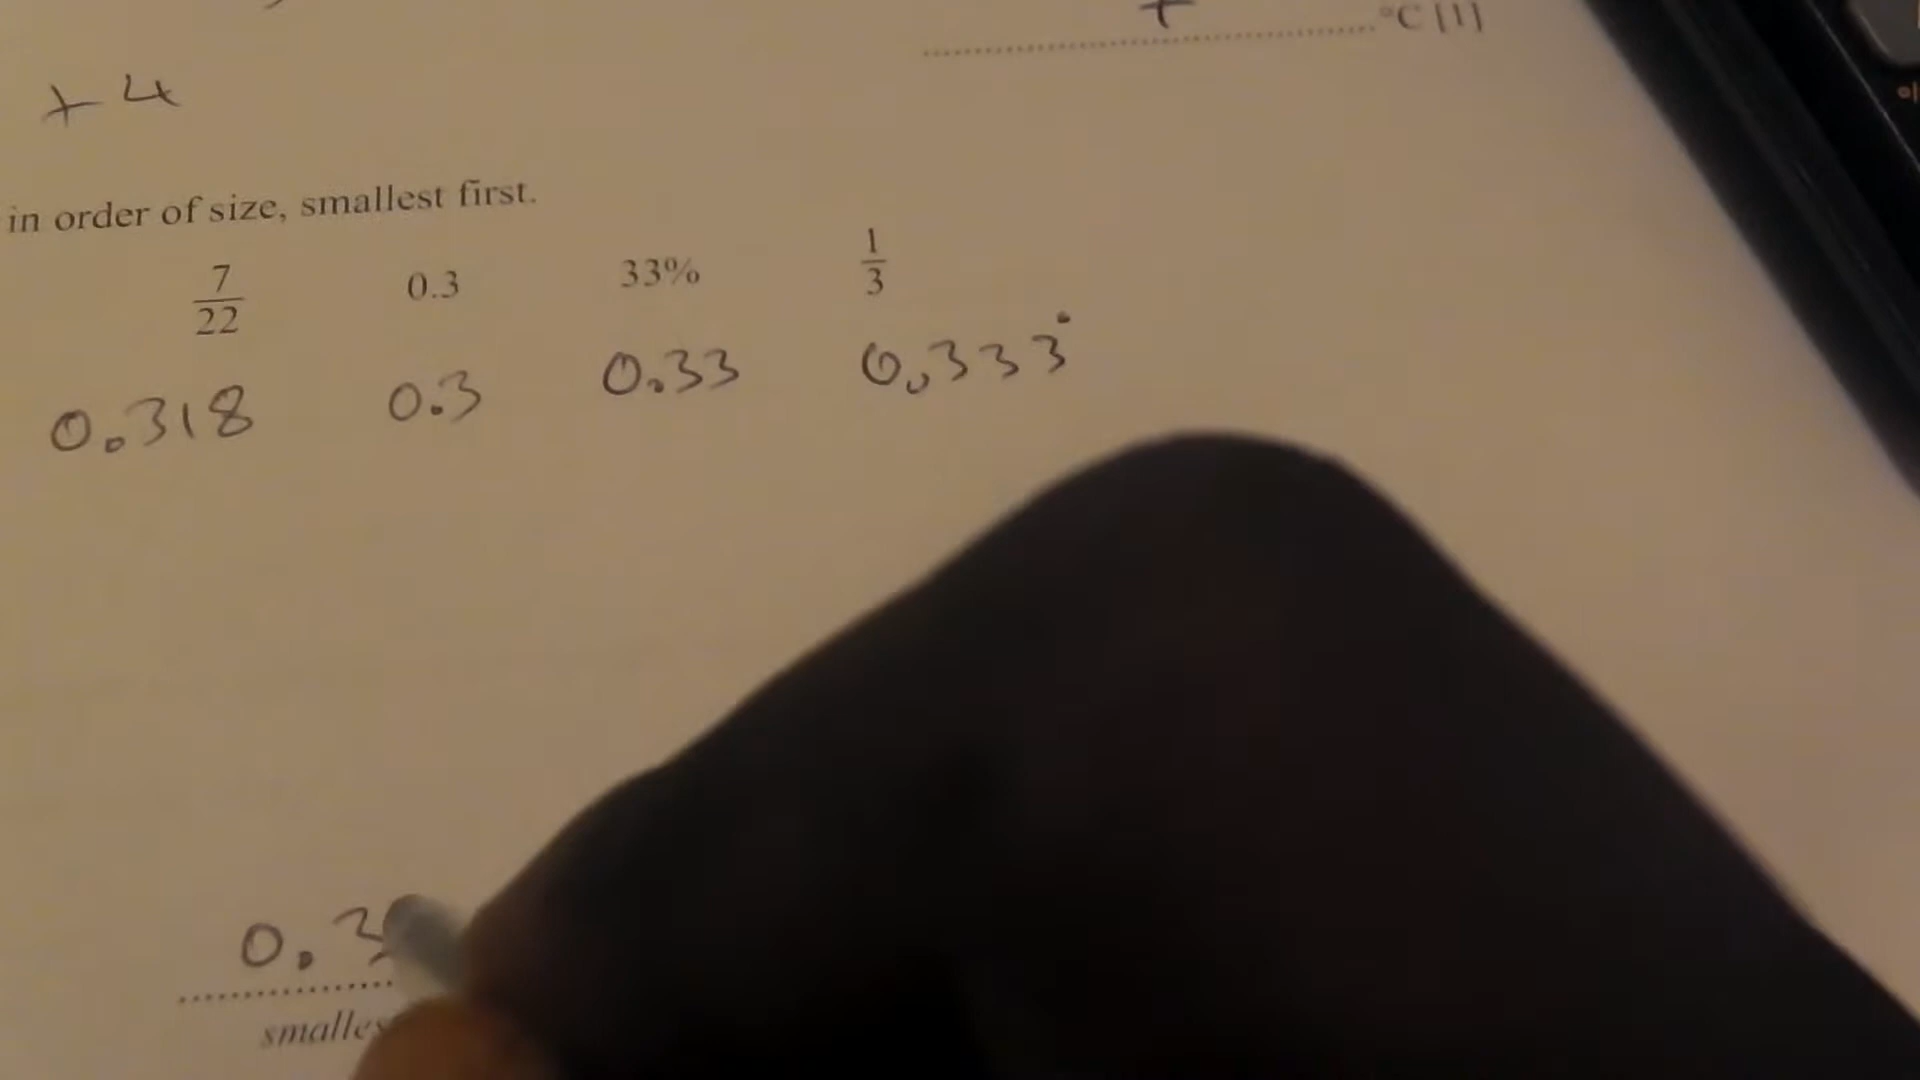 °C [1]
+ 4
in order of size, smallest first.
7/22 0.3 33% 1/3
0.318 0.3 0.33 0.333̇
0.3